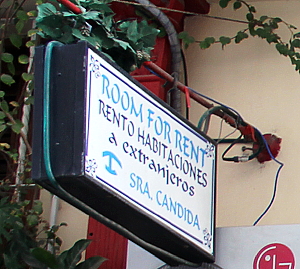 ROOM FOR RENT
RENTO HABITACIONES
a extranjeros
SRA. CANDIDA